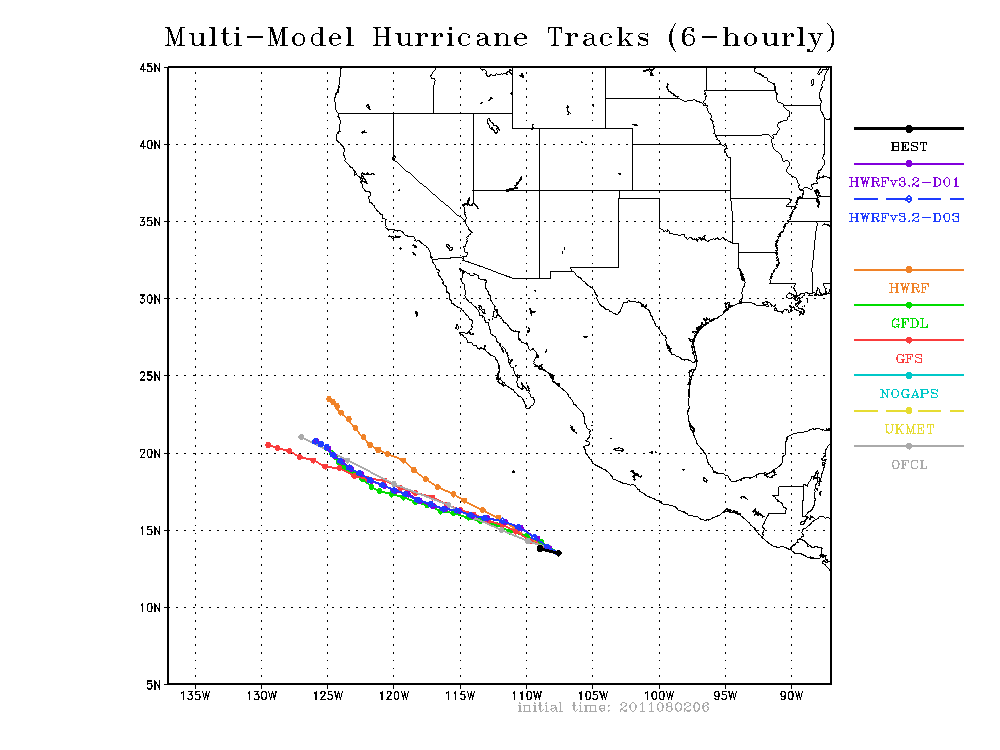 Multi-Model Hurricane Tracks (6-hourly)
45N
40N
35N
30N
25N
20N
15N
10N
5N
135W 130W 125W 120W 115W 110W 105W 100W 95W 90W
initial time: 2011080206
BEST
HWRFv3.2-D01
HWRFv3.2-D03
HWRF
GFDL
GFS
NOGAPS
UKMET
OFCL